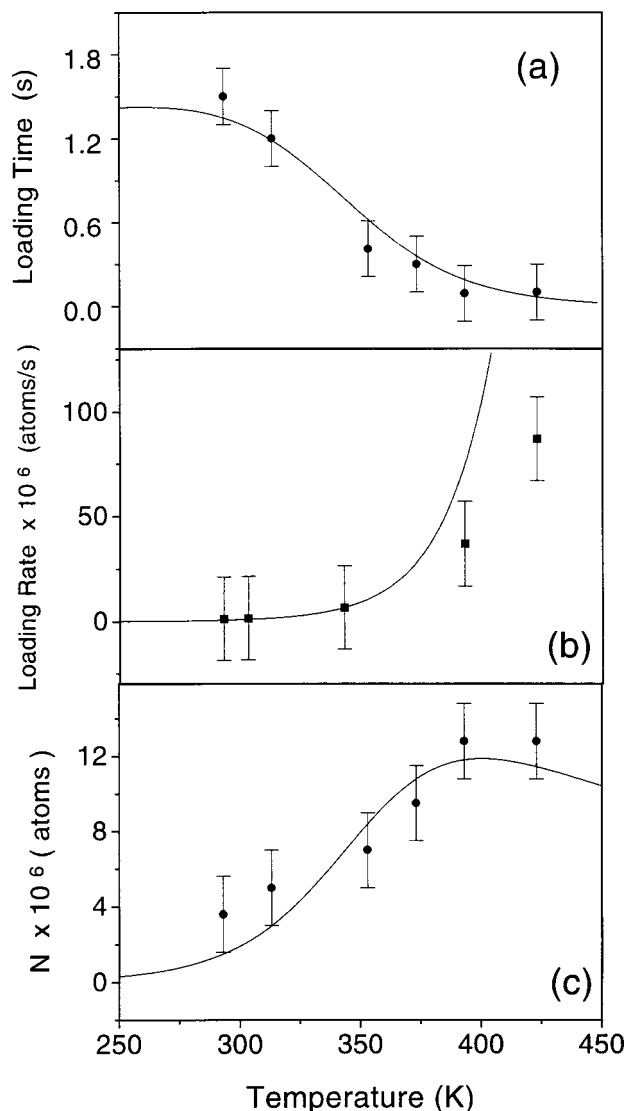 (a)
Loading Time (s)
1.8
1.2
0.6
0.0
(b)
Loading Rate x 10 6 (atoms/s)
100
50
0
(c)
N x 10 6 ( atoms)
12
8
4
0
250 300 350 400 450
Temperature (K)